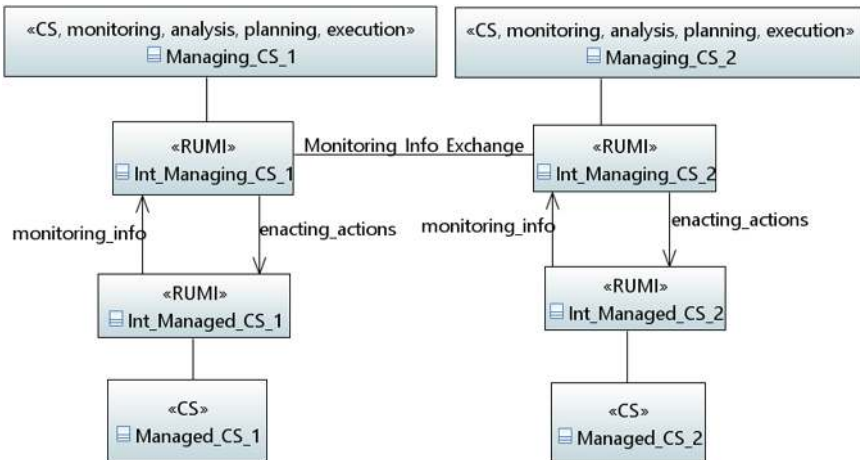 «CS, monitoring, analysis, planning, execution»
Managing_CS_1
«CS, monitoring, analysis, planning, execution»
Managing_CS_2
«RUMI»
Int_Managing_CS_1
Monitoring_Info_Exchange
«RUMI»
Int_Managing_CS_2
monitoring_info
enacting_actions
monitoring_info
enacting_actions
«RUMI»
Int_Managed_CS_1
«RUMI»
Int_Managed_CS_2
«CS»
Managed_CS_1
«CS»
Managed_CS_2